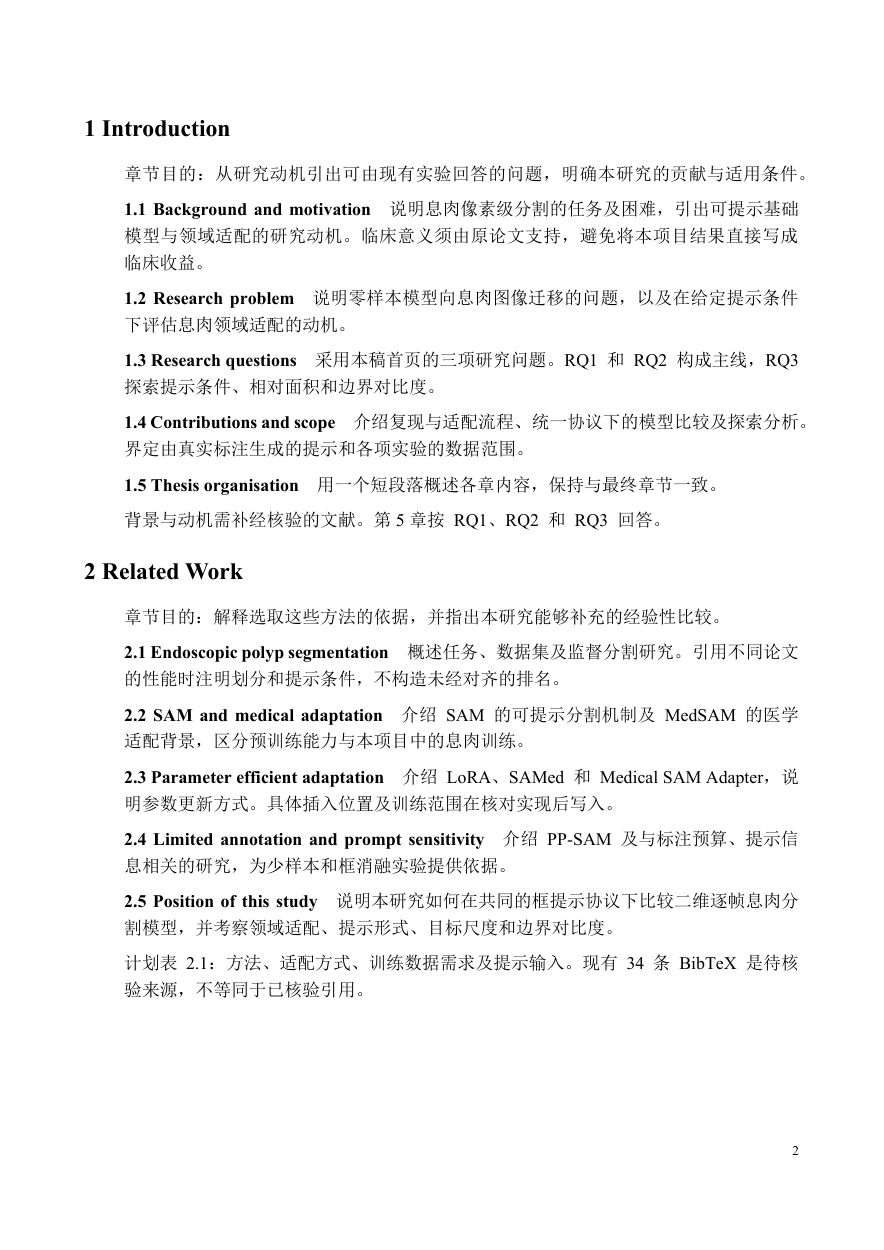 1 Introduction
章节目的：从研究动机引出可由现有实验回答的问题，明确本研究的贡献与适用条件。
1.1 Background and motivation 说明息肉像素级分割的任务及困难，引出可提示基础
模型与领域适配的研究动机。临床意义须由原论文支持，避免将本项目结果直接写成
临床收益。
1.2 Research problem 说明零样本模型向息肉图像迁移的问题，以及在给定提示条件
下评估息肉领域适配的动机。
1.3 Research questions 采用本稿首页的三项研究问题。RQ1 和 RQ2 构成主线，RQ3
探索提示条件、相对面积和边界对比度。
1.4 Contributions and scope 介绍复现与适配流程、统一协议下的模型比较及探索分析。
界定由真实标注生成的提示和各项实验的数据范围。
1.5 Thesis organisation 用一个短段落概述各章内容，保持与最终章节一致。
背景与动机需补经核验的文献。第 5 章按 RQ1、RQ2 和 RQ3 回答。
2 Related Work
章节目的：解释选取这些方法的依据，并指出本研究能够补充的经验性比较。
2.1 Endoscopic polyp segmentation 概述任务、数据集及监督分割研究。引用不同论文
的性能时注明划分和提示条件，不构造未经对齐的排名。
2.2 SAM and medical adaptation 介绍 SAM 的可提示分割机制及 MedSAM 的医学
适配背景，区分预训练能力与本项目中的息肉训练。
2.3 Parameter efficient adaptation 介绍 LoRA、SAMed 和 Medical SAM Adapter，说
明参数更新方式。具体插入位置及训练范围在核对实现后写入。
2.4 Limited annotation and prompt sensitivity 介绍 PP-SAM 及与标注预算、提示信
息相关的研究，为少样本和框消融实验提供依据。
2.5 Position of this study 说明本研究如何在共同的框提示协议下比较二维逐帧息肉分
割模型，并考察领域适配、提示形式、目标尺度和边界对比度。
计划表 2.1：方法、适配方式、训练数据需求及提示输入。现有 34 条 BibTeX 是待核
验来源，不等同于已核验引用。
2